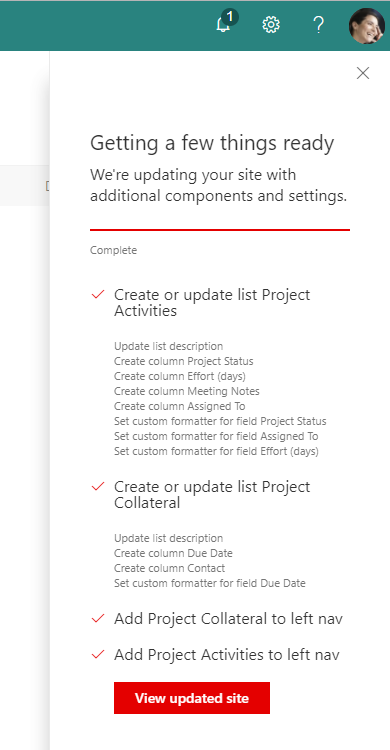 1
Getting a few things ready
We're updating your site with
additional components and settings.
Complete
Create or update list Project
Activities
Update list description
Create column Project Status
Create column Effort (days)
Create column Meeting Notes
Create column Assigned To
Set custom formatter for field Project Status
Set custom formatter for field Assigned To
Set custom formatter for field Effort (days)
Create or update list Project
Collateral
Update list description
Create column Due Date
Create column Contact
Set custom formatter for field Due Date
Add Project Collateral to left nav
Add Project Activities to left nav
View updated site